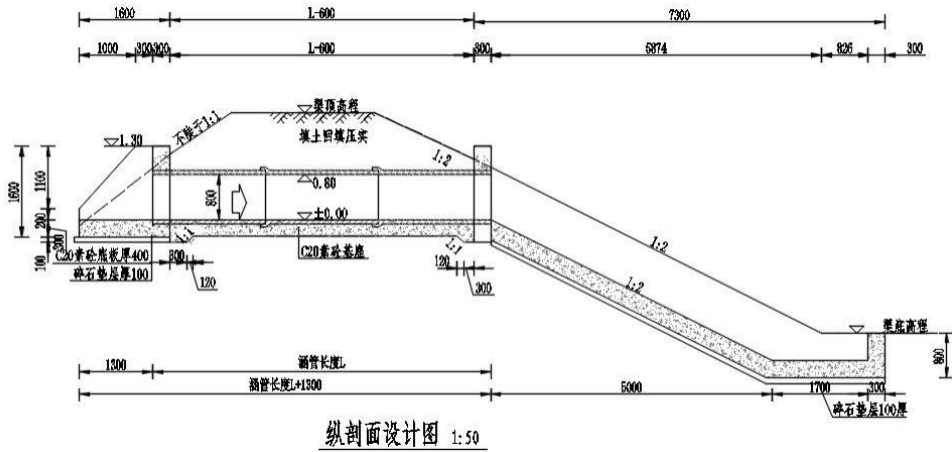 1600 L-600 7300
1000 300 300 L-600 300 5874 826 300
渠顶高程
不陡于1:1
填土回填压实
1.30
1:2
0.80
800
±0.00
1600
1100
200
300
100
1:1
C20素砼基座
1:1
C20素砼底板厚400
碎石垫层厚100
300
120
120
300
1:2
1:2
渠底高程
800
1300 涵管长度L
涵管长度L+1300 5000 1700 300
碎石垫层100厚
纵剖面设计图 1:50